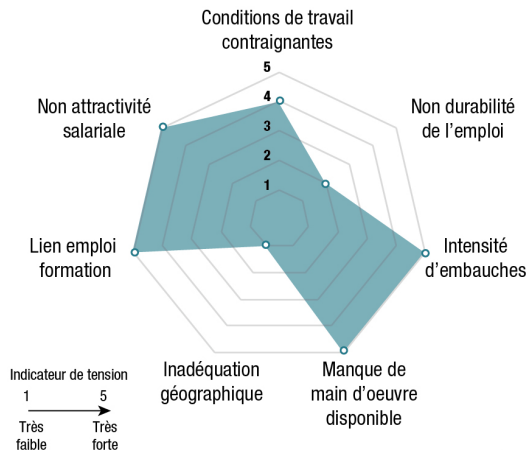 Conditions de travail
contraignantes
5
4
3
2
1
Non attractivité
salariale
Non durabilité
de l'emploi
Lien emploi
formation
Intensité
d'embauches
Inadéquation
géographique
Manque de
main d'oeuvre
disponible
Indicateur de tension
1 5
Très
faible
Très
forte